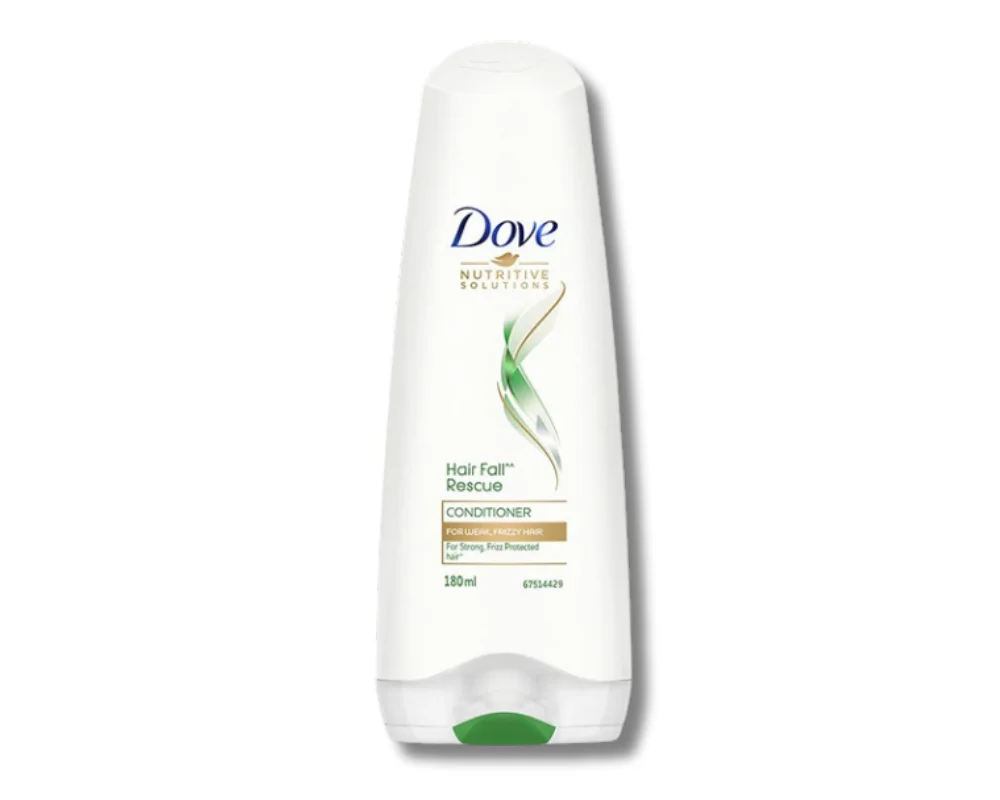 Dove
NUTRITIVE
SOLUTIONS
Hair Fall^^
Rescue
CONDITIONER
FOR WEAK, FRIZZY HAIR
For Strong, Frizz Protected
hair^
180ml
67514429